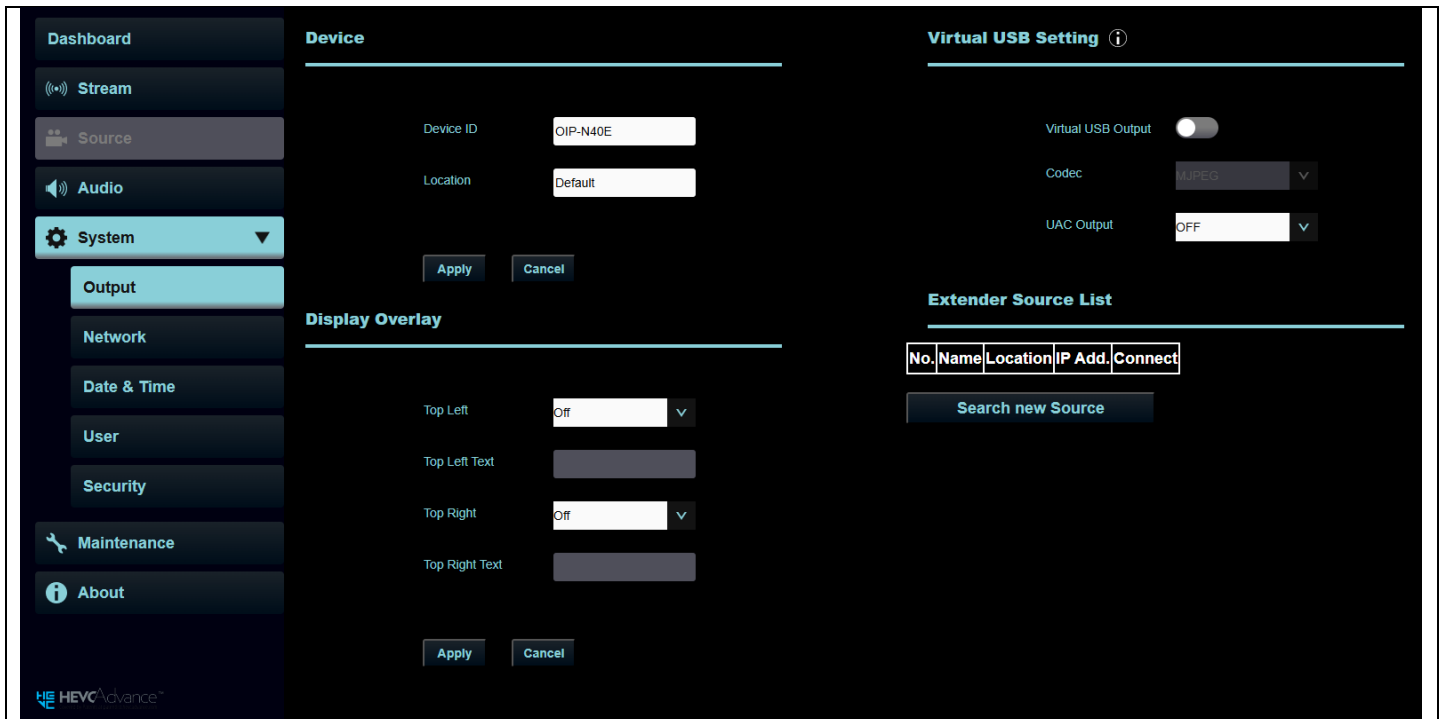 Dashboard
Stream
Source
Audio
System
Output
Network
Date & Time
User
Security
Maintenance
About
HEVCAdvance™
Device
Device ID OIP-N40E
Location Default
Apply Cancel
Display Overlay
Top Left Off
Top Left Text
Top Right Off
Top Right Text
Apply Cancel
Virtual USB Setting
Virtual USB Output
Codec MJPEG
UAC Output OFF
Extender Source List
No. Name Location IP Add. Connect
Search new Source